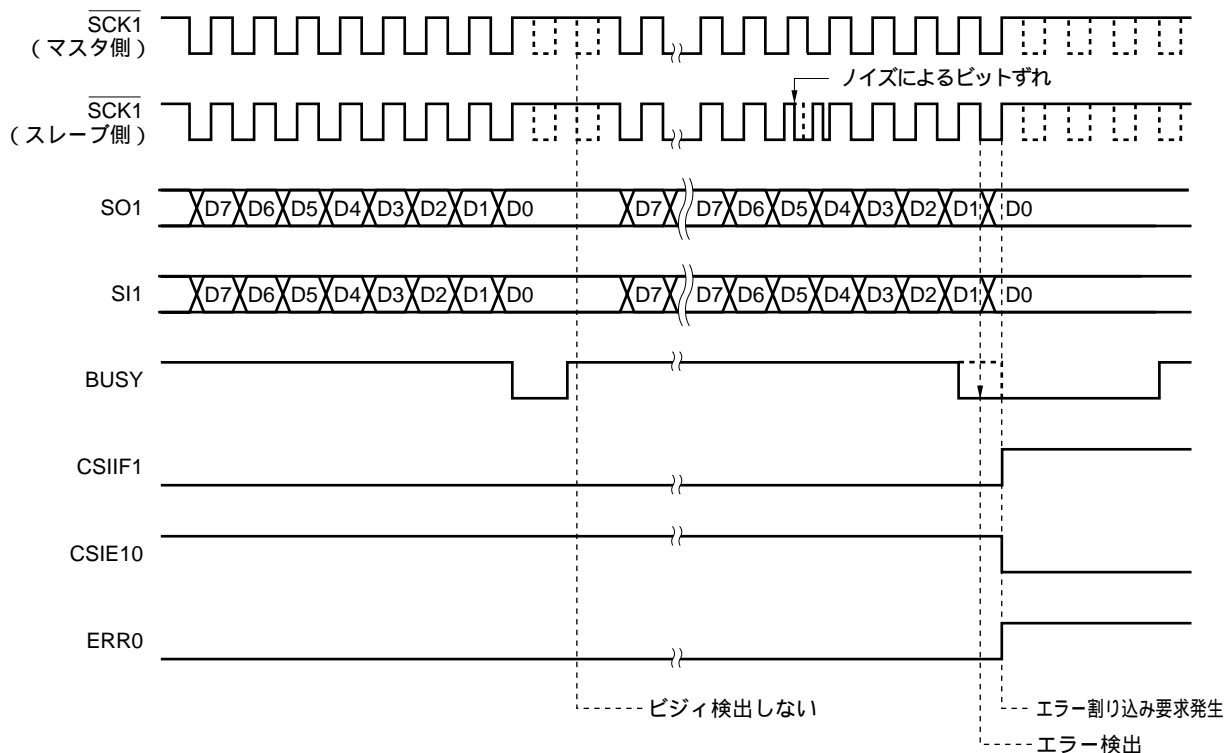 SCK1
（マスタ側）
ノイズによるビットずれ
SCK1
（スレーブ側）
SO1 D7 D6 D5 D4 D3 D2 D1 D0 D7 D7 D6 D5 D4 D3 D2 D1 D0
SI1 D7 D6 D5 D4 D3 D2 D1 D0 D7 D7 D6 D5 D4 D3 D2 D1 D0
BUSY
CSIIF1
CSIE10
ERR0
ビジィ検出しない
エラー割り込み要求発生
エラー検出